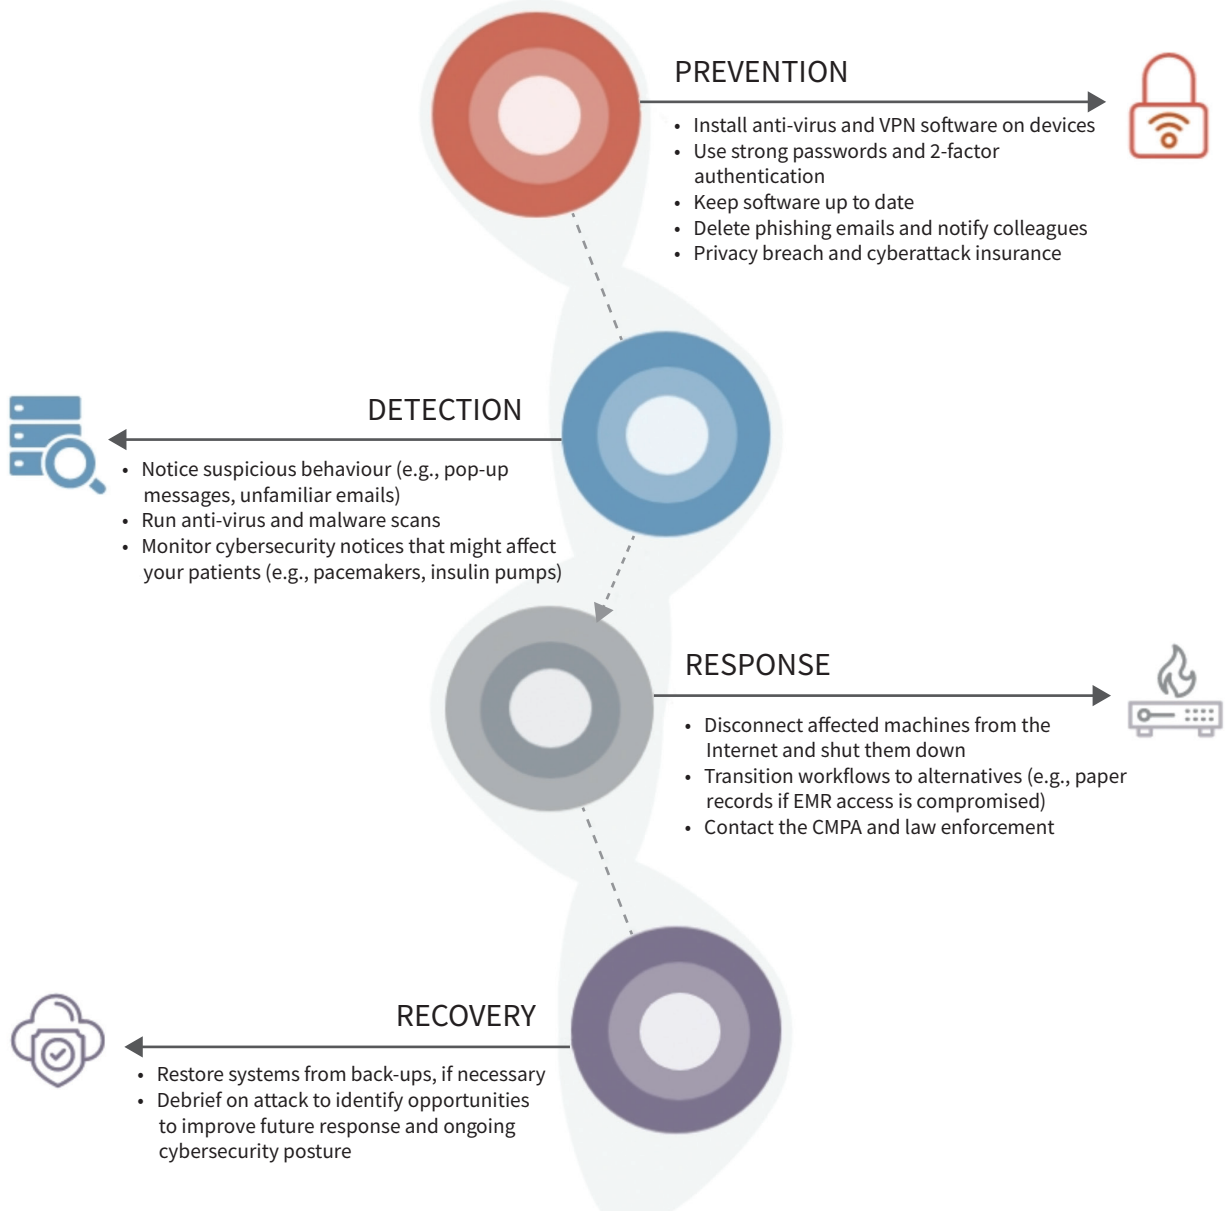 PREVENTION
• Install anti-virus and VPN software on devices
• Use strong passwords and 2-factor
authentication
• Keep software up to date
• Delete phishing emails and notify colleagues
• Privacy breach and cyberattack insurance
DETECTION
• Notice suspicious behaviour (e.g., pop-up
messages, unfamiliar emails)
• Run anti-virus and malware scans
• Monitor cybersecurity notices that might affect
your patients (e.g., pacemakers, insulin pumps)
RESPONSE
• Disconnect affected machines from the
Internet and shut them down
• Transition workflows to alternatives (e.g., paper
records if EMR access is compromised)
• Contact the CMPA and law enforcement
RECOVERY
• Restore systems from back-ups, if necessary
• Debrief on attack to identify opportunities
to improve future response and ongoing
cybersecurity posture